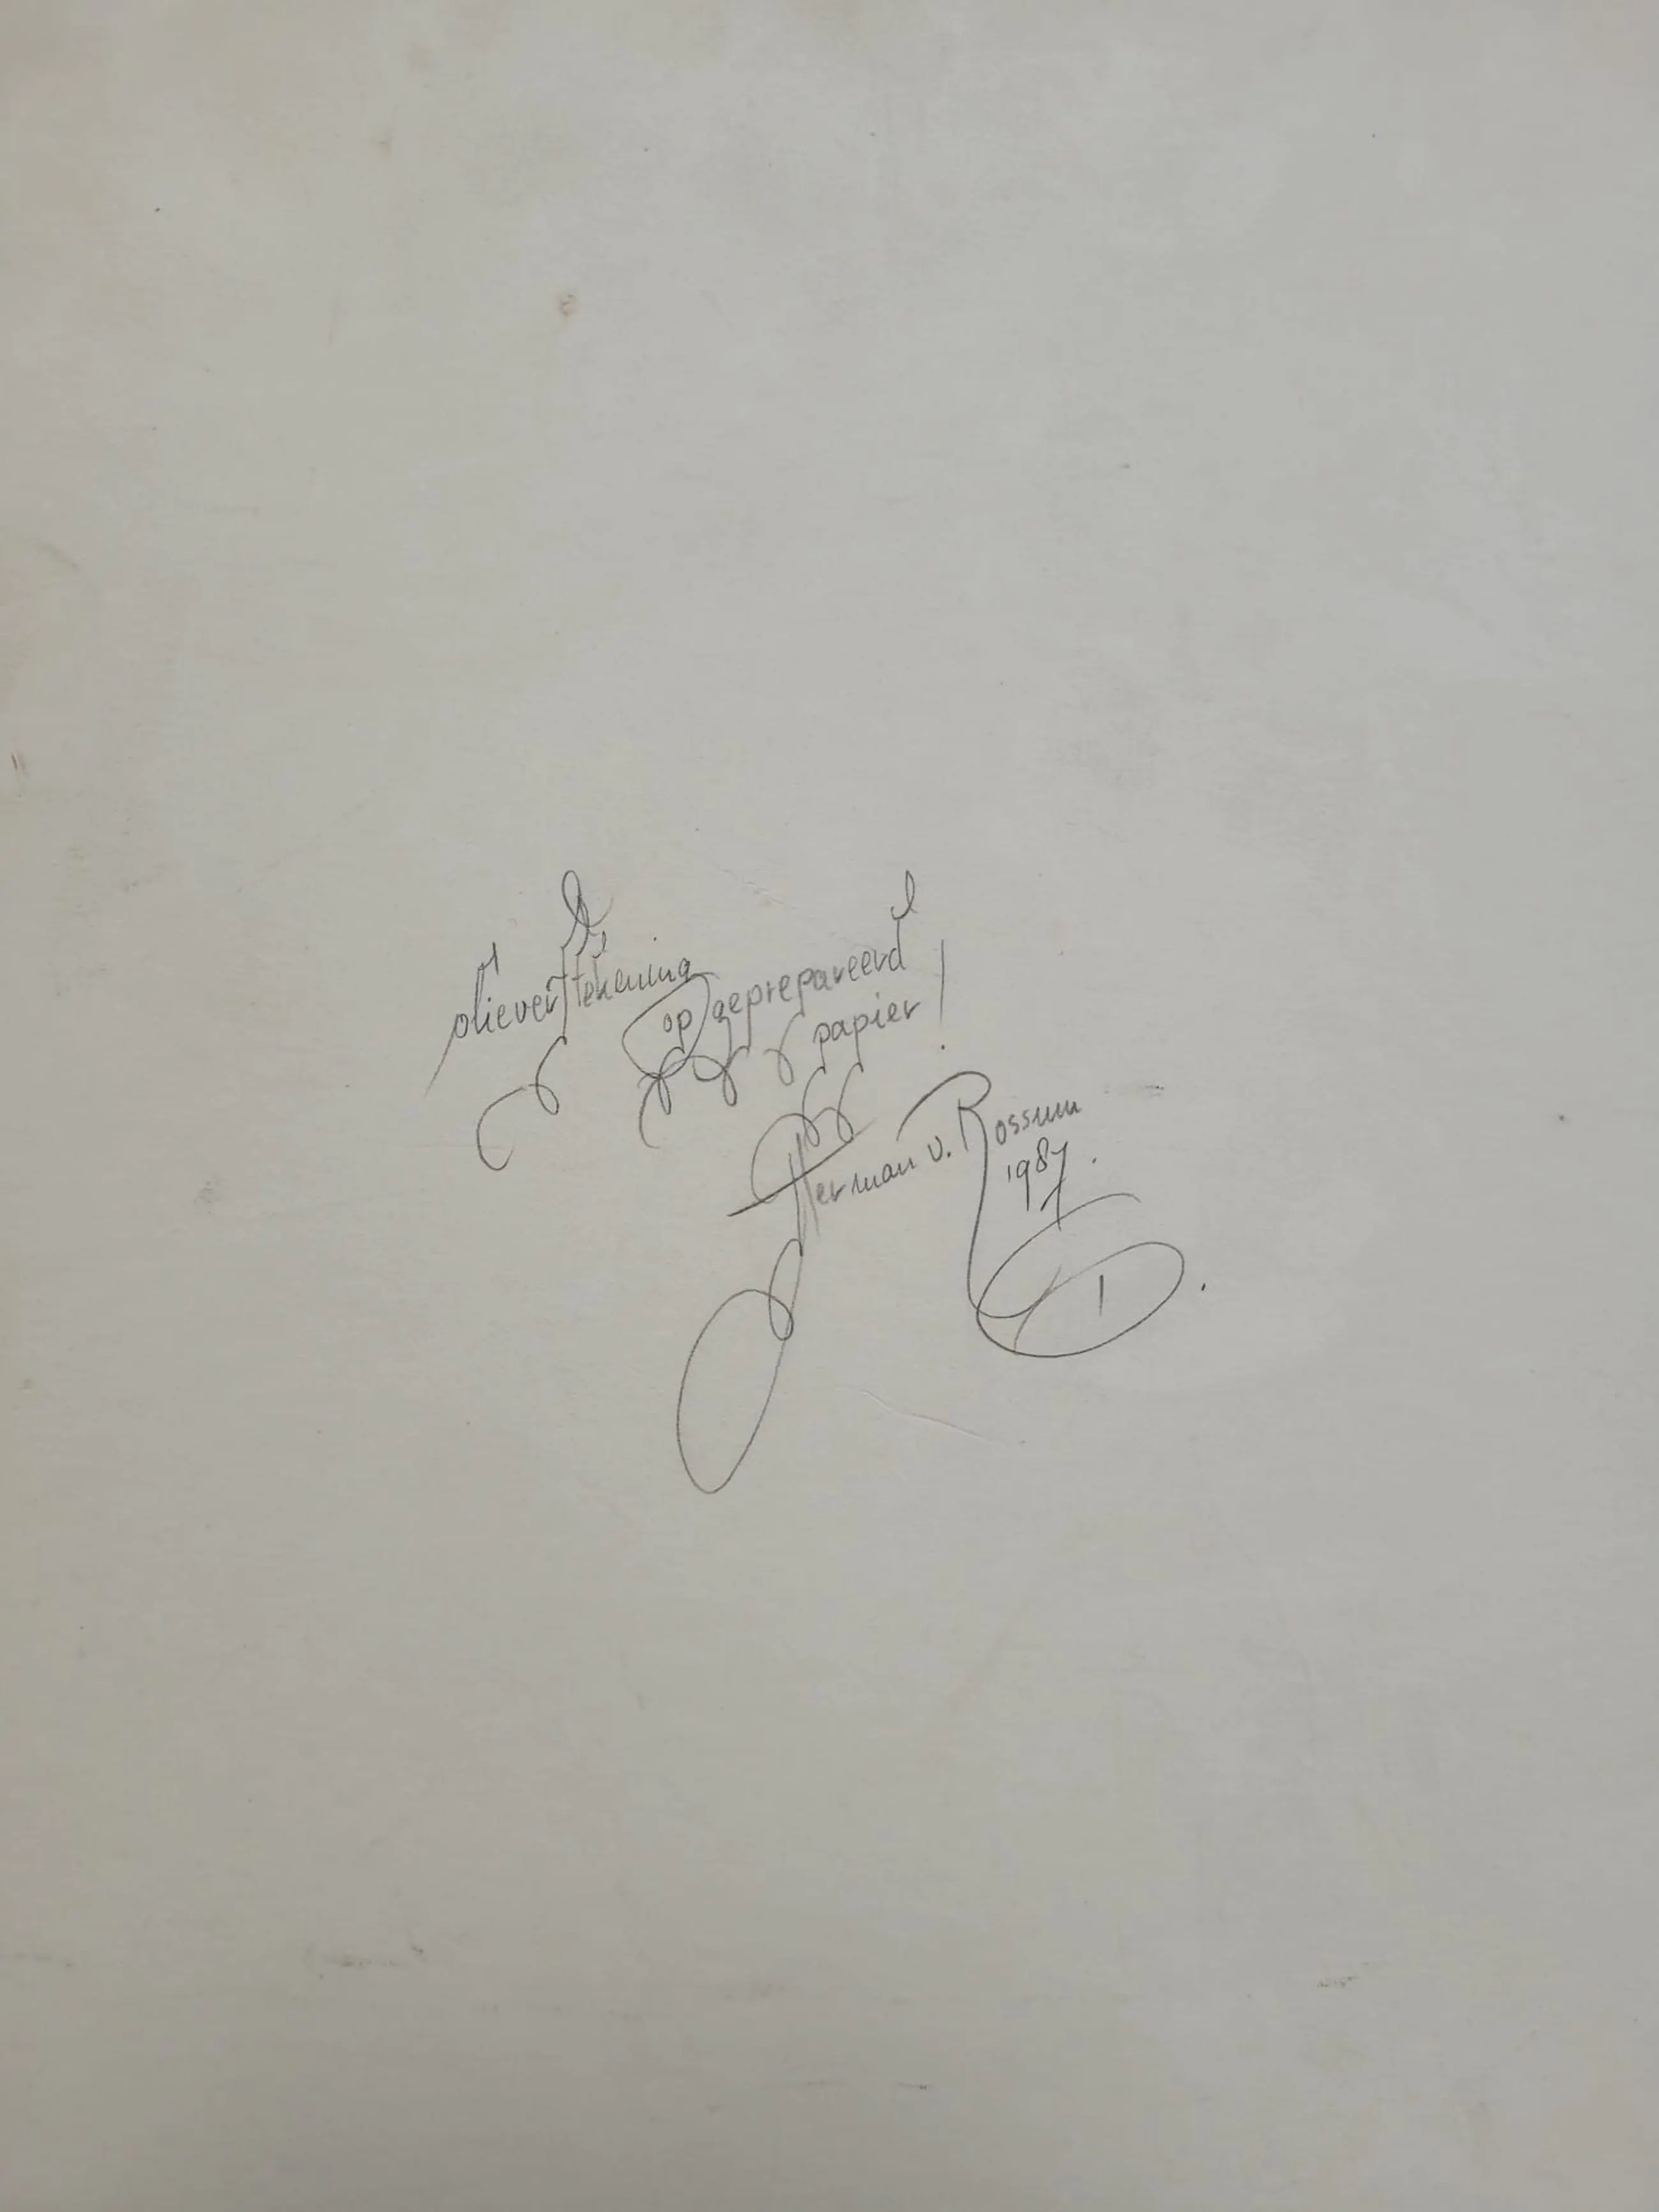 olieverftekening
op geprepareerd
papier!
Herman v. Rossum
1987.